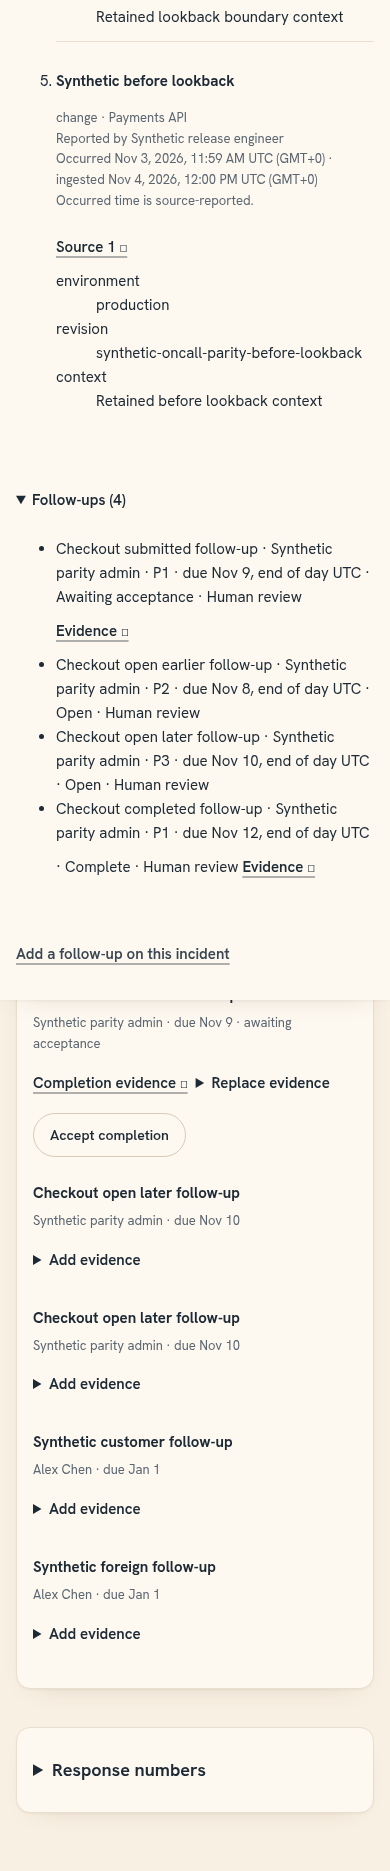 Retained lookback boundary context
5. Synthetic before lookback
change · Payments API
Reported by Synthetic release engineer
Occurred Nov 3, 2026, 11:59 AM UTC (GMT+0) ·
ingested Nov 4, 2026, 12:00 PM UTC (GMT+0)
Occurred time is source-reported.
Source 1
environment
production
revision
synthetic-oncall-parity-before-lookback
context
Retained before lookback context
▼ Follow-ups (4)
• Checkout submitted follow-up · Synthetic
parity admin · P1 · due Nov 9, end of day UTC ·
Awaiting acceptance · Human review
Evidence
• Checkout open earlier follow-up · Synthetic
parity admin · P2 · due Nov 8, end of day UTC ·
Open · Human review
• Checkout open later follow-up · Synthetic
parity admin · P3 · due Nov 10, end of day UTC
· Open · Human review
• Checkout completed follow-up · Synthetic
parity admin · P1 · due Nov 12, end of day UTC
· Complete · Human review Evidence
Add a follow-up on this incident
Synthetic parity admin · due Nov 9 · awaiting
acceptance
Completion evidence ▶ Replace evidence
Accept completion
Checkout open later follow-up
Synthetic parity admin · due Nov 10
▶ Add evidence
Checkout open later follow-up
Synthetic parity admin · due Nov 10
▶ Add evidence
Synthetic customer follow-up
Alex Chen · due Jan 1
▶ Add evidence
Synthetic foreign follow-up
Alex Chen · due Jan 1
▶ Add evidence
▶ Response numbers